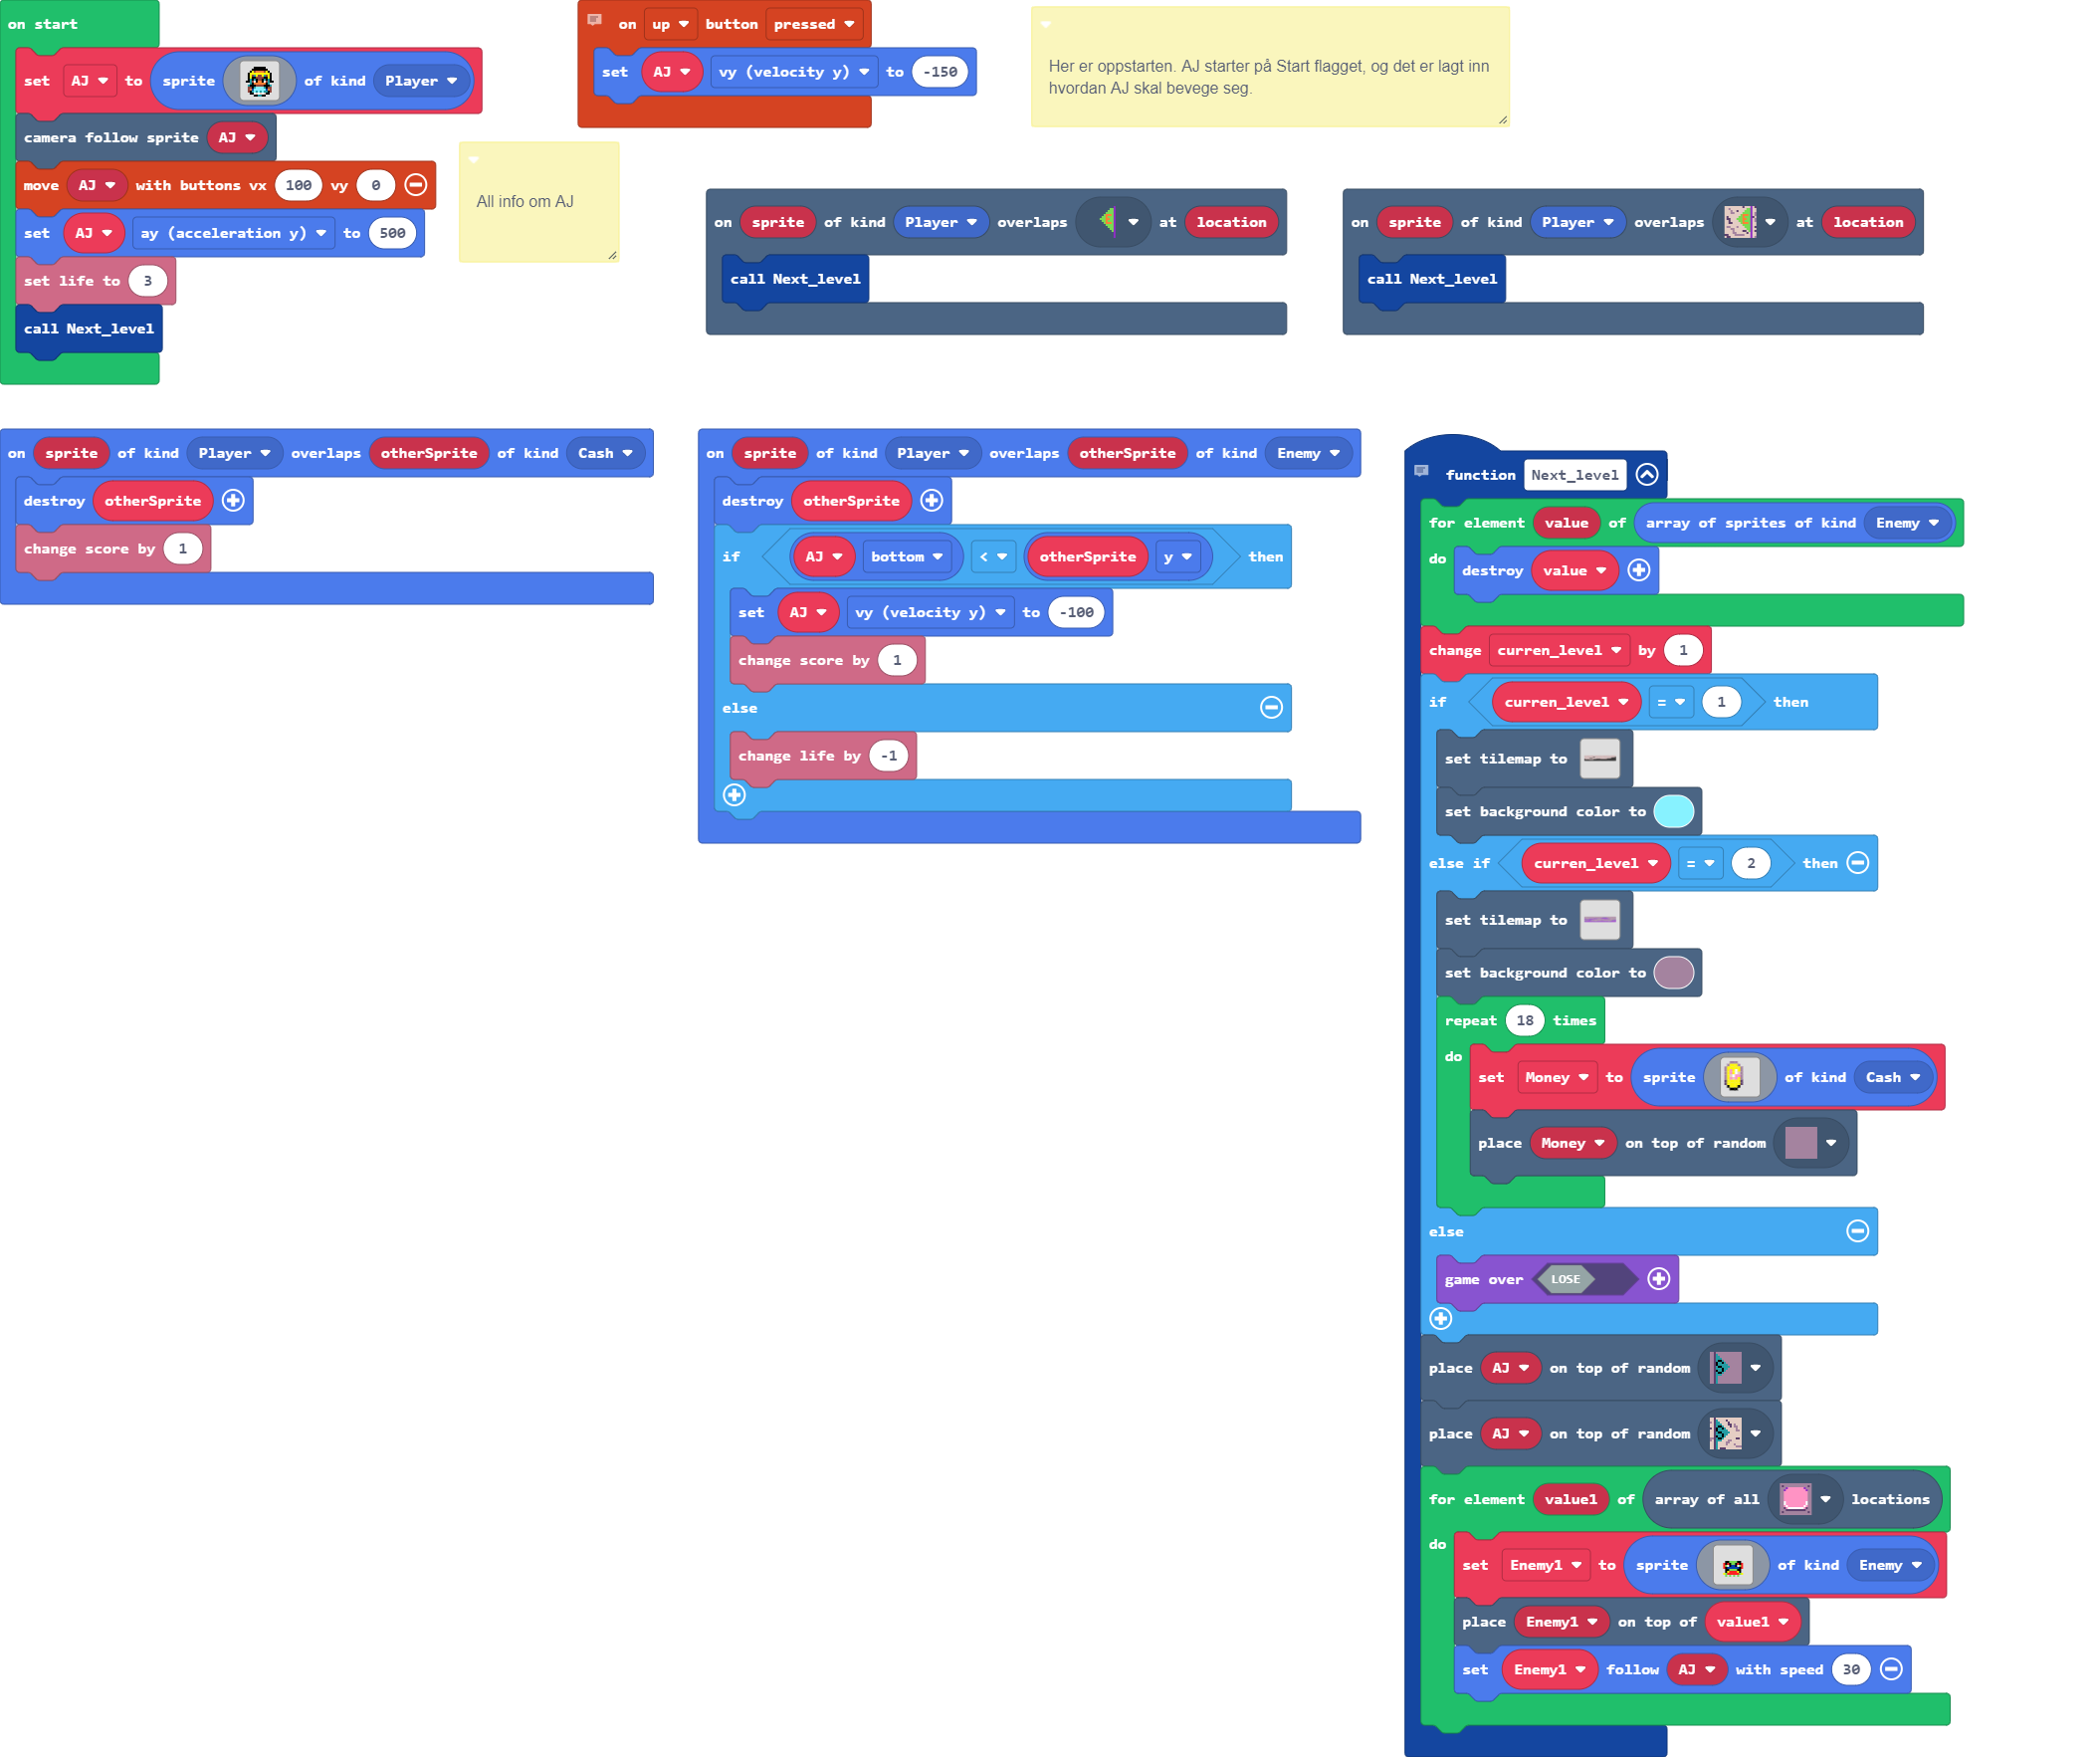 on start
set AJ to sprite of kind Player
camera follow sprite AJ
move AJ with buttons vx 100 vy 0
set AJ ay (acceleration y) to 500
set life to 3
call Next_level
on up button pressed
set AJ vy (velocity y) to -150
Her er oppstarten. AJ starter på Start flagget, og det er lagt inn
hvordan AJ skal bevege seg.
All info om AJ
on sprite of kind Player overlaps at location
call Next_level
on sprite of kind Player overlaps at location
call Next_level
on sprite of kind Player overlaps otherSprite of kind Cash
destroy otherSprite
change score by 1
on sprite of kind Player overlaps otherSprite of kind Enemy
destroy otherSprite
if AJ bottom < otherSprite y then
set AJ vy (velocity y) to -100
change score by 1
else
change life by -1
function Next_level
for element value of array of sprites of kind Enemy
do
destroy value
change curren_level by 1
if curren_level = 1 then
set tilemap to
set background color to
else if curren_level = 2 then
set tilemap to
set background color to
repeat 18 times
do
set Money to sprite of kind Cash
place Money on top of random
else
game over LOSE
place AJ on top of random
place AJ on top of random
for element value1 of array of all locations
do
set Enemy1 to sprite of kind Enemy
place Enemy1 on top of value1
set Enemy1 follow AJ with speed 30